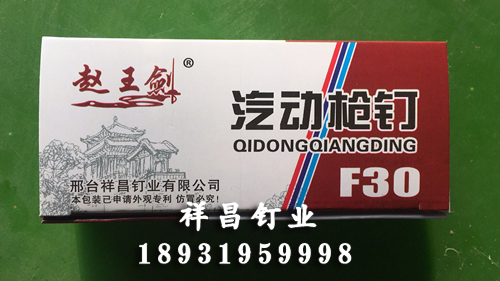 赵王剑®
汽动枪钉
QIDONGQIANGDING
F30
邢台祥昌钉业有限公司
本包装已申请外观专利 仿冒必究!
祥昌钉业
18931959998